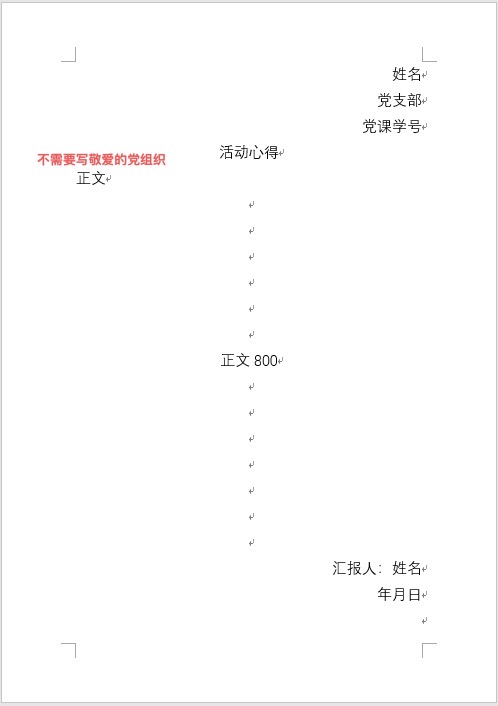 姓名
党支部
党课学号
活动心得
不需要写敬爱的党组织
正文
正文 800
汇报人：姓名
年月日